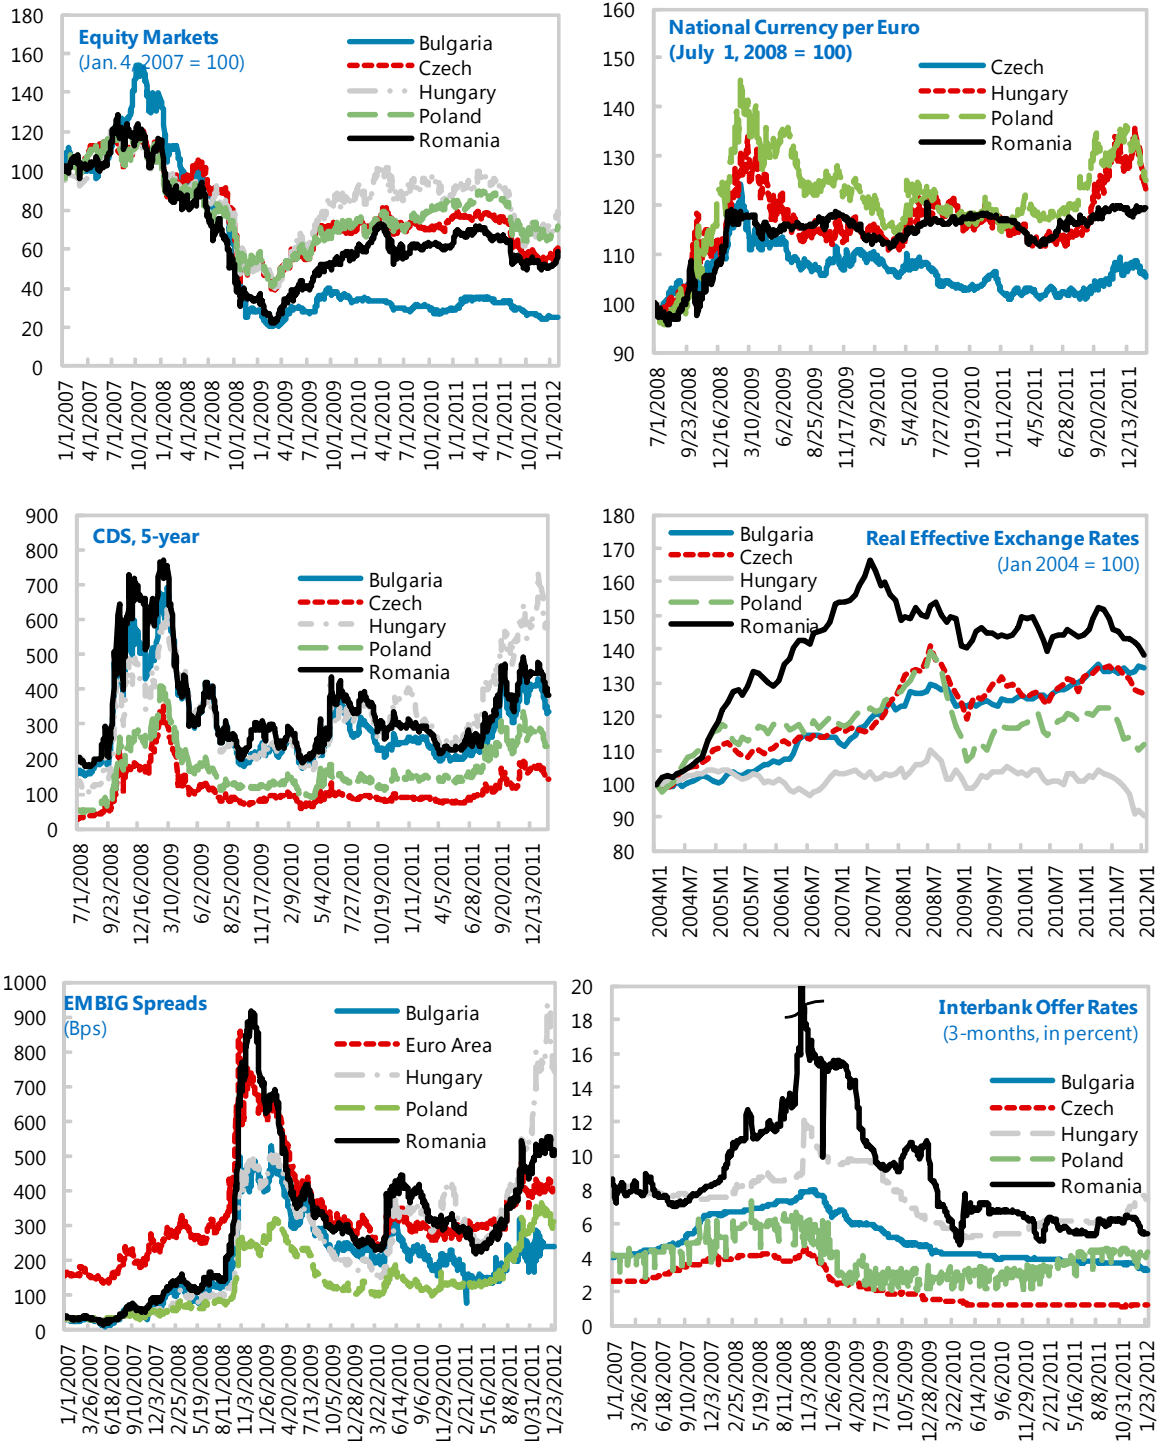 Equity Markets
(Jan. 4, 2007 = 100)
Bulgaria
Czech
Hungary
Poland
Romania
180
160
140
120
100
80
60
40
20
0
1/1/2007
4/1/2007
7/1/2007
10/1/2007
1/1/2008
4/1/2008
7/1/2008
10/1/2008
1/1/2009
4/1/2009
7/1/2009
10/1/2009
1/1/2010
4/1/2010
7/1/2010
10/1/2010
1/1/2011
4/1/2011
7/1/2011
10/1/2011
1/1/2012
National Currency per Euro
(July 1, 2008 = 100)
Czech
Hungary
Poland
Romania
160
150
140
130
120
110
100
90
7/1/2008
9/23/2008
12/16/2008
3/10/2009
6/2/2009
8/25/2009
11/17/2009
2/9/2010
5/4/2010
7/27/2010
10/19/2010
1/11/2011
4/5/2011
6/28/2011
9/20/2011
12/13/2011
CDS, 5-year
Bulgaria
Czech
Hungary
Poland
Romania
900
800
700
600
500
400
300
200
100
0
7/1/2008
9/23/2008
12/16/2008
3/10/2009
6/2/2009
8/25/2009
11/17/2009
2/9/2010
5/4/2010
7/27/2010
10/19/2010
1/11/2011
4/5/2011
6/28/2011
9/20/2011
12/13/2011
Real Effective Exchange Rates
(Jan 2004 = 100)
Bulgaria
Czech
Hungary
Poland
Romania
180
170
160
150
140
130
120
110
100
90
80
2004M1
2004M7
2005M1
2005M7
2006M1
2006M7
2007M1
2007M7
2008M1
2008M7
2009M1
2009M7
2010M1
2010M7
2011M1
2011M7
2012M1
EMBIG Spreads
(Bps)
Bulgaria
Euro Area
Hungary
Poland
Romania
1000
900
800
700
600
500
400
300
200
100
0
1/1/2007
3/26/2007
6/18/2007
9/10/2007
12/3/2007
2/25/2008
5/19/2008
8/11/2008
11/3/2008
1/26/2009
4/20/2009
7/13/2009
10/5/2009
12/28/2009
3/22/2010
6/14/2010
9/6/2010
11/29/2010
2/21/2011
5/16/2011
8/8/2011
10/31/2011
1/23/2012
Interbank Offer Rates
(3-months, in percent)
Bulgaria
Czech
Hungary
Poland
Romania
20
18
16
14
12
10
8
6
4
2
0
1/1/2007
3/26/2007
6/18/2007
9/10/2007
12/3/2007
2/25/2008
5/19/2008
8/11/2008
11/3/2008
1/26/2009
4/20/2009
7/13/2009
10/5/2009
12/28/2009
3/22/2010
6/14/2010
9/6/2010
11/29/2010
2/21/2011
5/16/2011
8/8/2011
10/31/2011
1/23/2012